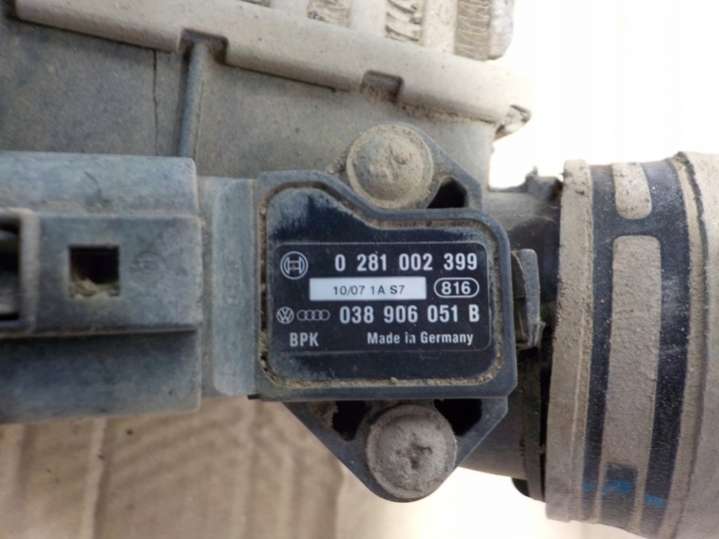 0 281 002 399
10/07 1A S7 816
038 906 051 B
BPK Made in Germany